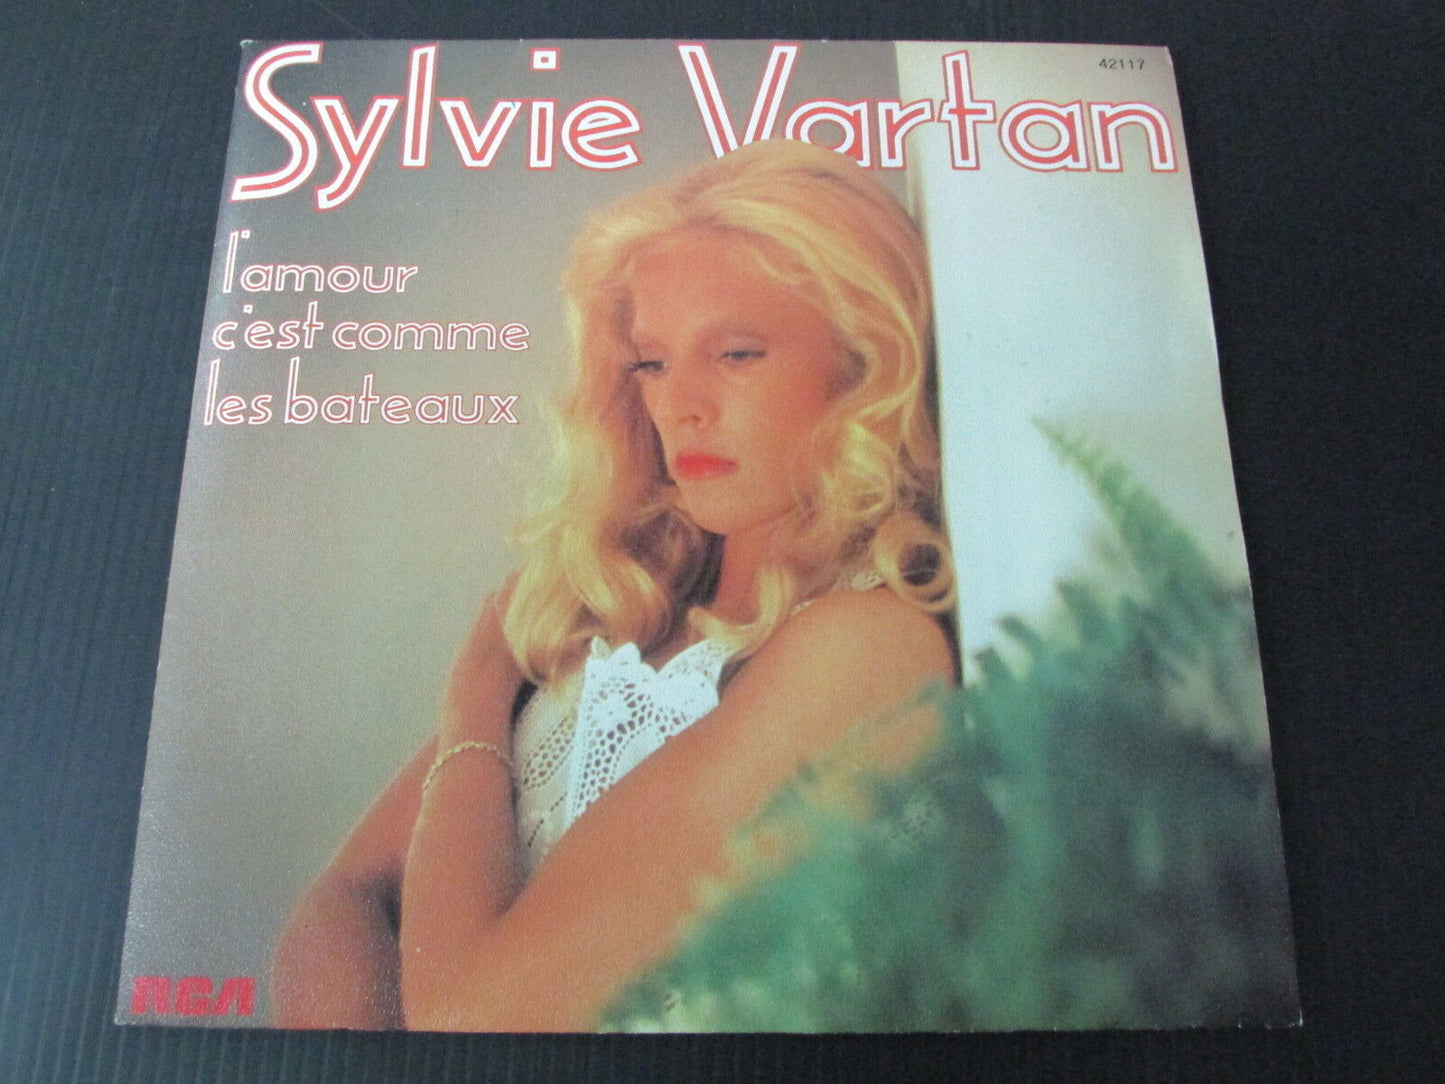 Sylvie Vartan
42117
l'amour
c'est comme
les bateaux
RCA